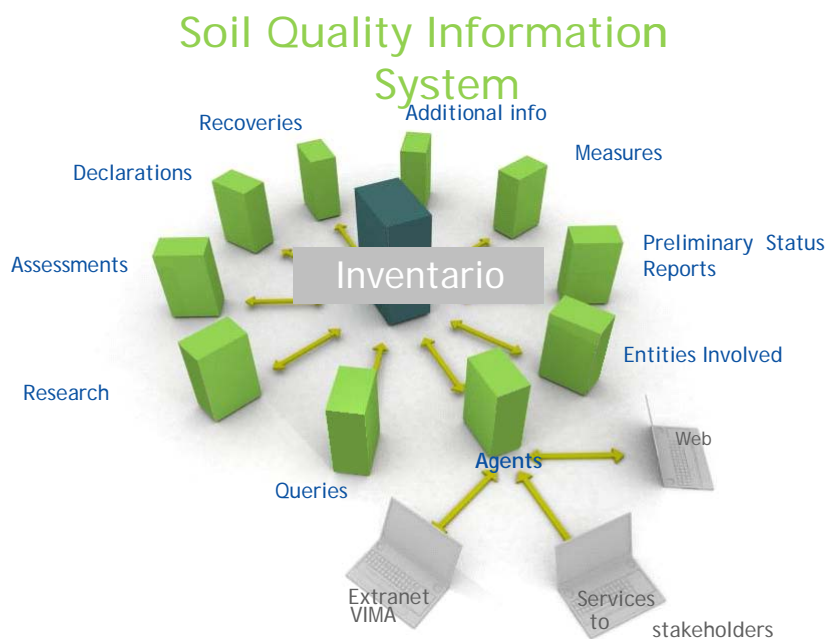 Soil Quality Information
System
Additional info
Recoveries
Measures
Declarations
Preliminary Status
Reports
Assessments
Inventario
Entities Involved
Research
Web
Agents
Queries
Extranet
VIMA
Services
to
stakeholders